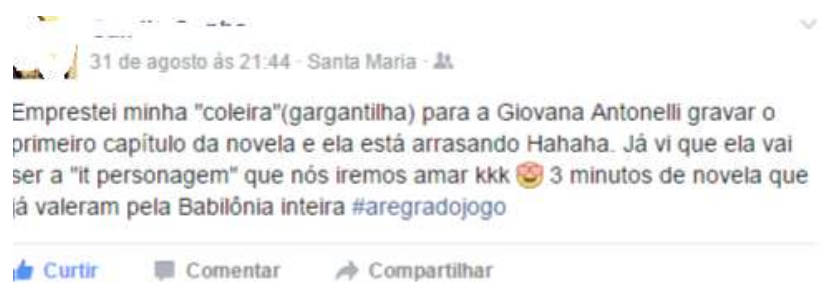 31 de agosto às 21:44 · Santa Maria ·
Emprestei minha "coleira"(gargantilha) para a Giovana Antonelli gravar o
primeiro capítulo da novela e ela está arrasando Hahaha. Já vi que ela vai
ser a "it personagem" que nós iremos amar kkk 😍 3 minutos de novela que
já valeram pela Babilônia inteira #aregradojogo
Curtir Comentar Compartilhar